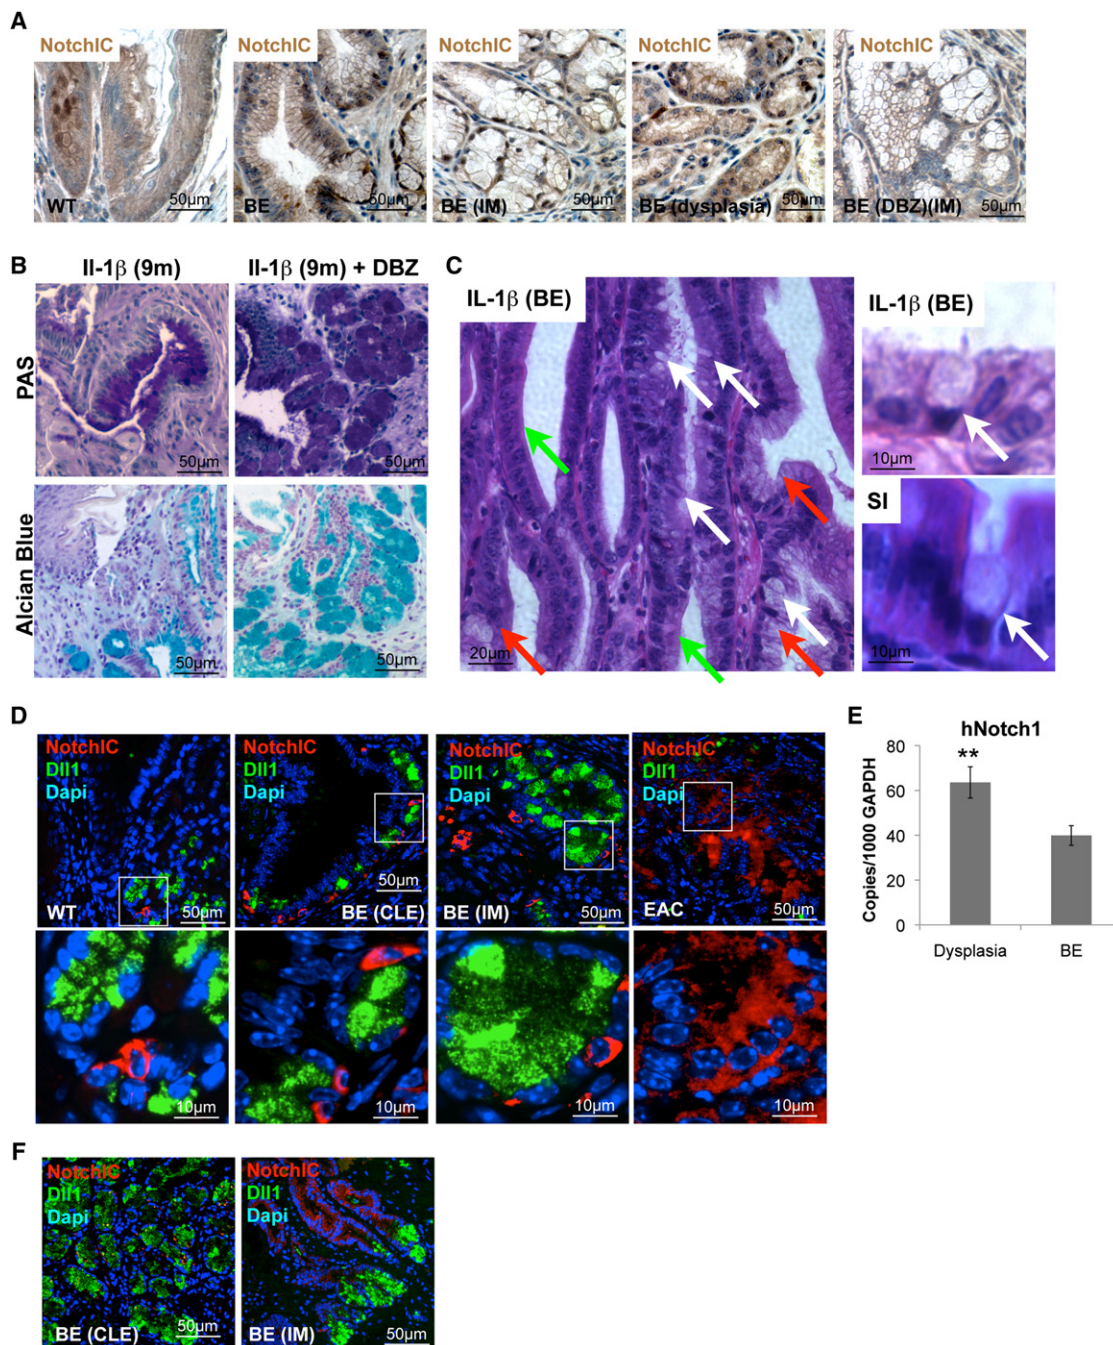 A
NotchIC NotchIC NotchIC NotchIC NotchIC
WT 50µm BE 50µm BE (IM) 50µm BE (dysplasia) 50µm BE (DBZ)(IM) 50µm
B
Il-1β (9m) Il-1β (9m) + DBZ
PAS
50µm 50µm
Alcian Blue
50µm 50µm
C
IL-1β (BE) IL-1β (BE)
10µm
SI
20µm 10µm
D
NotchIC NotchIC NotchIC NotchIC
Dll1 Dll1 Dll1 Dll1
Dapi Dapi Dapi Dapi
WT 50µm BE (CLE) 50µm BE (IM) 50µm EAC 50µm
10µm 10µm 10µm 10µm
E
hNotch1
Copies/1000 GAPDH
80
60
40
20
0
**
Dysplasia BE
F
NotchIC NotchIC
Dll1 Dll1
Dapi Dapi
BE (CLE) 50µm BE (IM) 50µm